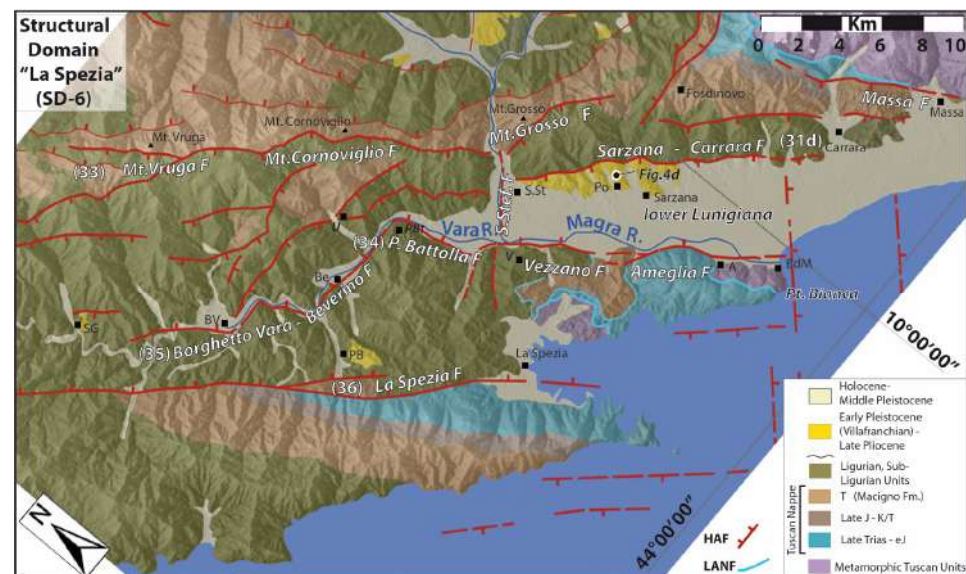 Structural
Domain
"La Spezia"
(SD-6)
Km
0 2 4 6 8 10
Fosdinovo
Massa F
Massa
Mt.Grosso
Mt.Grosso F
Mt. Cornoviglio
Mt. Vruga
Mt.Cornoviglio F
(33) Mt.Vruga F
Sarzana - Carrara F (31d)
Carrara
Fig.4d
S.St
Po
Sarzana
lower Lunigiana
S.Stef F
U
PBt
Vara R.
Magra R.
(34) P. Battolla F
V
Vezzano F
Ameglia F
A
BdM
Pt. Bianca
Be
BV
SG
(35) Borghetto Vara - Beverino F
PB
La Spezia
(36) La Spezia F
10°00'00"
44°00'00"
N
Holocene-
Middle Pleistocene
Early Pleistocene
(Villafranchian) -
Late Pliocene
Ligurian, Sub-
Ligurian Units
Tuscan Nappe
T (Macigno Fm.)
Late J - K/T
Late Trias - eJ
Metamorphic Tuscan Units
HAF
LANF